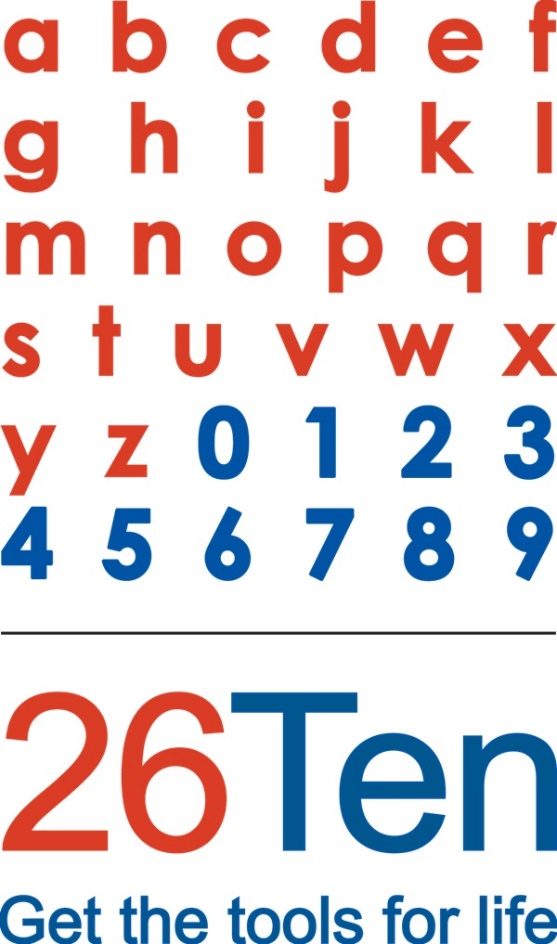 a b c d e f
g h i j k l
m n o p q r
s t u v w x
y z 0 1 2 3
4 5 6 7 8 9
26Ten
Get the tools for life